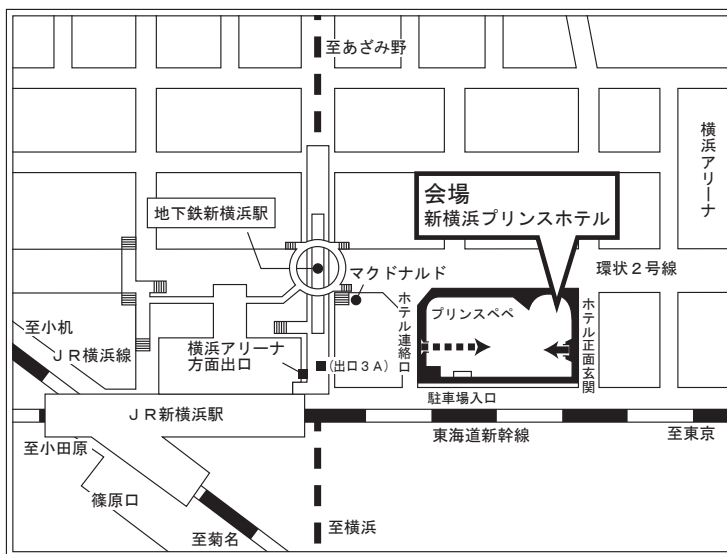 至あざみ野
横浜アリーナ
会場
新横浜プリンスホテル
地下鉄新横浜駅
環状２号線
マクドナルド
プリンスペペ
ホテル連絡口
ホテル正面玄関
至小机
ＪＲ横浜線
横浜アリーナ
方面出口
(出口３Ａ)
駐車場入口
ＪＲ新横浜駅
東海道新幹線
至東京
至小田原
篠原口
至菊名
至横浜